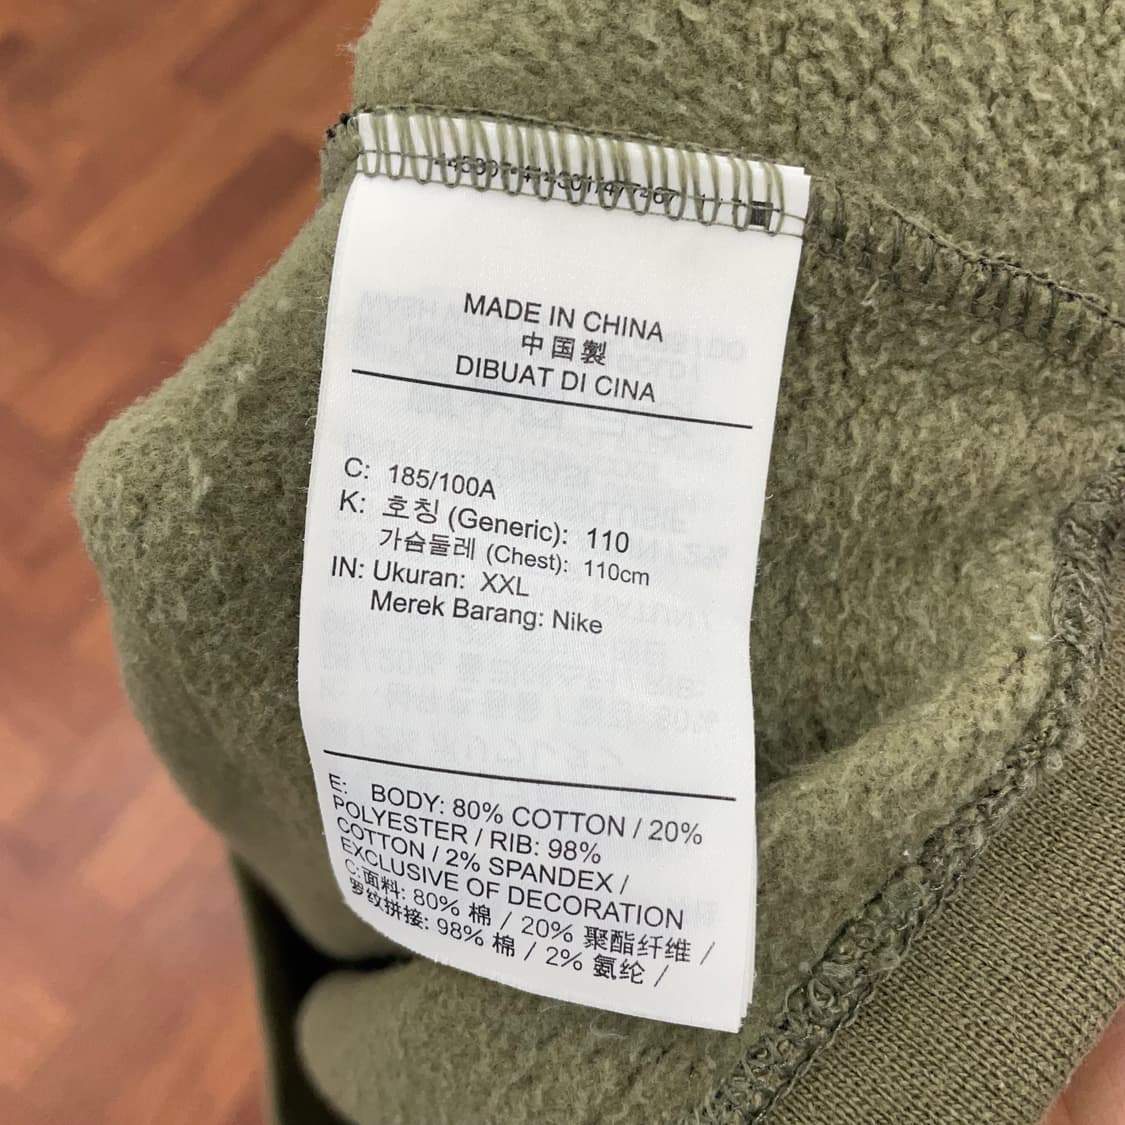 MADE IN CHINA
中国製
DIBUAT DI CINA
C: 185/100A
K: 호칭 (Generic): 110
가슴둘레 (Chest): 110cm
IN: Ukuran: XXL
Merek Barang: Nike
E: BODY: 80% COTTON / 20%
POLYESTER / RIB: 98%
COTTON / 2% SPANDEX /
EXCLUSIVE OF DECORATION
C:面料: 80% 棉 / 20% 聚酯纤维 /
罗纹拼接: 98% 棉 / 2% 氨纶 /